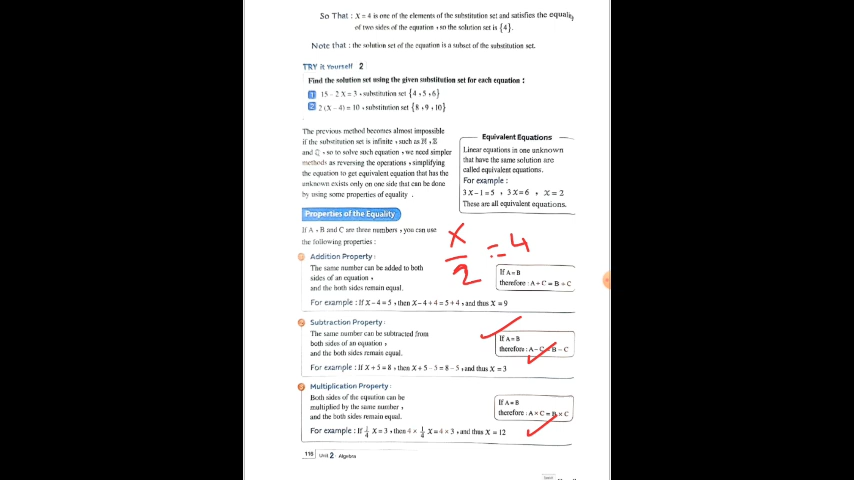 So That : X = 4 is one of the elements of the substitution set and satisfies the equality
of two sides of the equation , so the solution set is {4}.
Note that : the solution set of the equation is a subset of the substitution set.
TRY it Yourself 2
Find the solution set using the given substitution set for each equation :
1 15 – 2 X = 3 , substitution set {4 , 5 , 6}
2 2 (X – 4) = 10 , substitution set {8 , 9 , 10}
The previous method becomes almost impossible
if the substitution set is infinite , such as ℕ , ℤ
and ℚ , so to solve such equation , we need simpler
methods as reversing the operations , simplifying
the equation to get equivalent equation that has the
unknown exists only on one side that can be done
by using some properties of equality .
Equivalent Equations
Linear equations in one unknown
that have the same solution are
called equivalent equations.
For example :
3 X – 1 = 5 , 3 X = 6 , X = 2
These are all equivalent equations.
Properties of the Equality
If A , B and C are three numbers , you can use
the following properties :
x/2 = 4
1 Addition Property :
The same number can be added to both
sides of an equation ,
and the both sides remain equal.
If A = B
therefore : A + C = B + C
For example : If X – 4 = 5 , then X – 4 + 4 = 5 + 4 , and thus X = 9
2 Subtraction Property :
The same number can be subtracted from
both sides of an equation ,
and the both sides remain equal.
If A = B
therefore : A – C = B – C
For example : If X + 5 = 8 , then X + 5 – 5 = 8 – 5 , and thus X = 3
3 Multiplication Property :
Both sides of the equation can be
multiplied by the same number ,
and the both sides remain equal.
If A = B
therefore : A × C = B × C
For example : If 1/4 X = 3 , then 4 × 1/4 X = 4 × 3 , and thus X = 12
116 Unit 2 Algebra